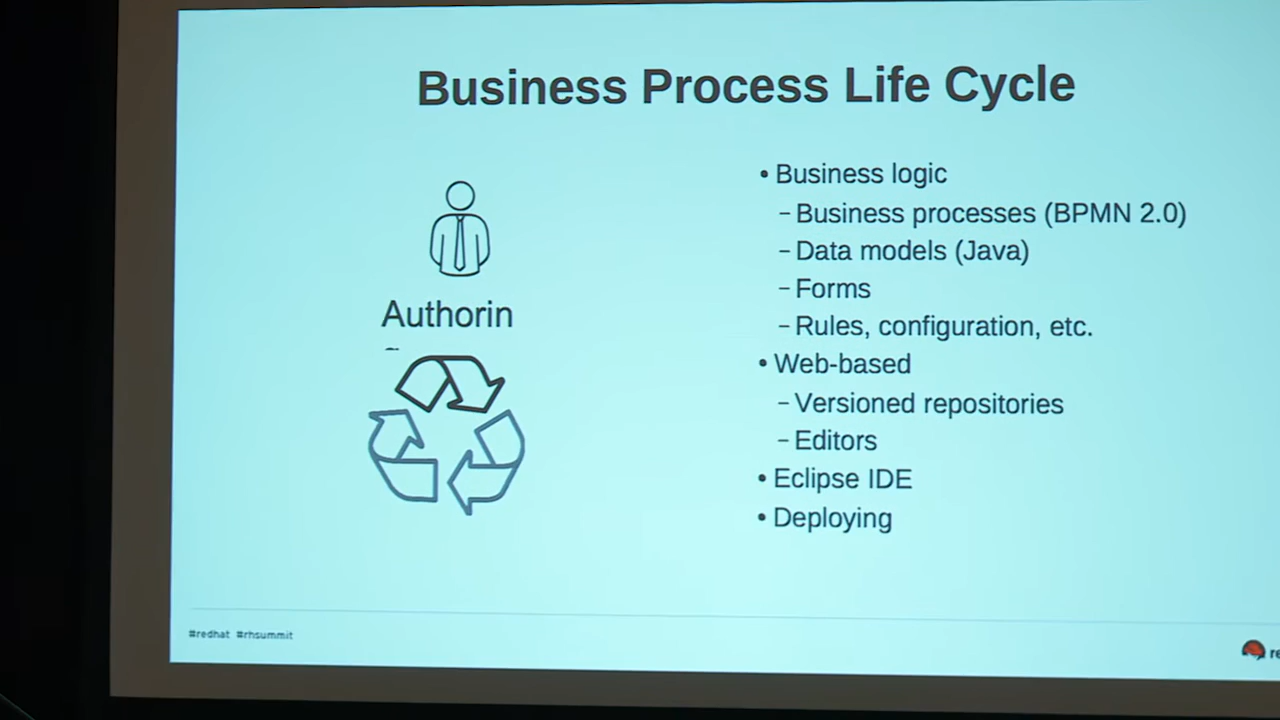 Business Process Life Cycle
Authorin
• Business logic
– Business processes (BPMN 2.0)
– Data models (Java)
– Forms
– Rules, configuration, etc.
• Web-based
– Versioned repositories
– Editors
• Eclipse IDE
• Deploying
#redhat #rhsummit
re